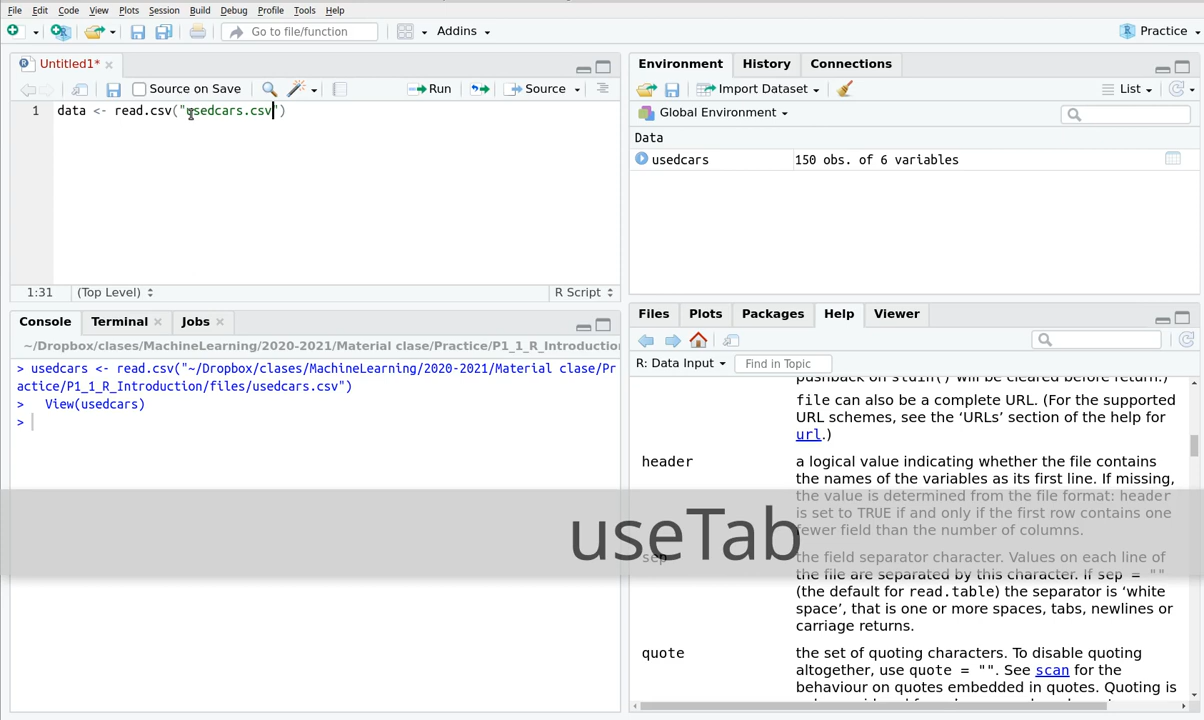 File Edit Code View Plots Session Build Debug Profile Tools Help
Go to file/function Addins Practice
Untitled1*
Source on Save Run Source
1 data <- read.csv("usedcars.csv")
1:31 (Top Level) R Script
Console Terminal Jobs
~/Dropbox/clases/MachineLearning/2020-2021/Material clase/Practice/P1_1_R_Introduction
> usedcars <- read.csv("~/Dropbox/clases/MachineLearning/2020-2021/Material clase/Pr
actice/P1_1_R_Introduction/files/usedcars.csv")
> View(usedcars)
>
Environment History Connections
Import Dataset List
Global Environment
Data
usedcars 150 obs. of 6 variables
Files Plots Packages Help Viewer
R: Data Input Find in Topic
pushback on stdin() will be cleared before return.)
file can also be a complete URL. (For the supported
URL schemes, see the ‘URLs’ section of the help for
url.)
header a logical value indicating whether the file contains
the names of the variables as its first line. If missing,
the value is determined from the file format: header
is set to TRUE if and only if the first row contains one
fewer field than the number of columns.
sep the field separator character. Values on each line of
the file are separated by this character. If sep = ""
(the default for read.table) the separator is ‘white
space’, that is one or more spaces, tabs, newlines or
carriage returns.
quote the set of quoting characters. To disable quoting
altogether, use quote = "". See scan for the
behaviour on quotes embedded in quotes. Quoting is
useTab